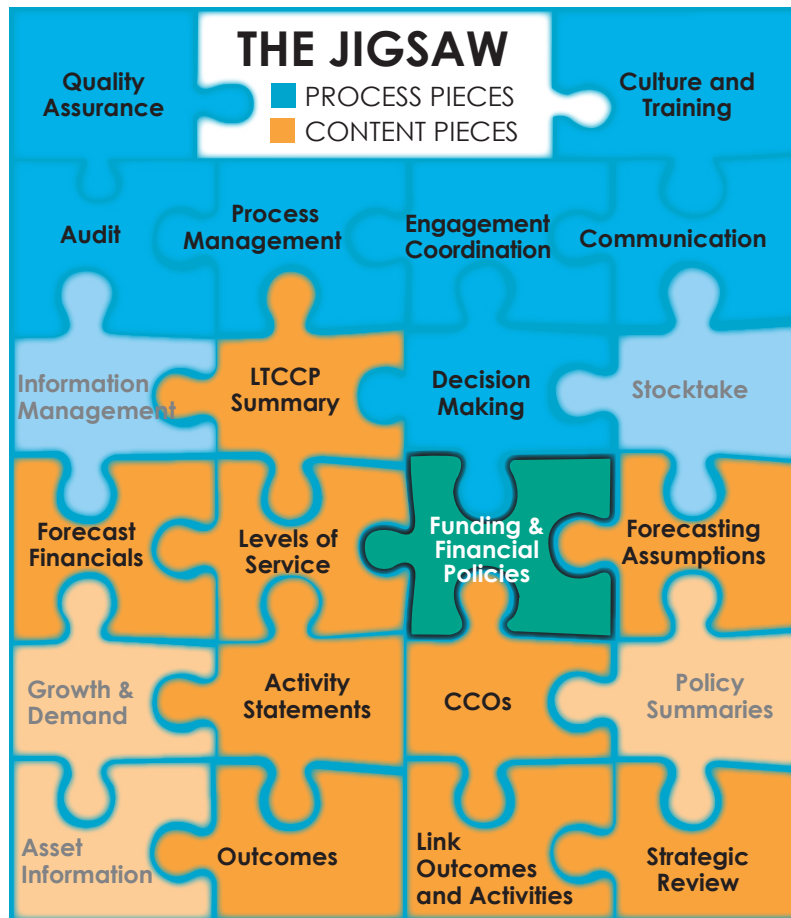 THE JIGSAW
PROCESS PIECES
CONTENT PIECES
Quality
Assurance
Culture and
Training
Audit
Process
Management
Engagement
Coordination
Communication
Information
Management
LTCCP
Summary
Decision
Making
Stocktake
Forecast
Financials
Levels of
Service
Funding &
Financial
Policies
Forecasting
Assumptions
Growth &
Demand
Activity
Statements
CCOs
Policy
Summaries
Asset
Information
Outcomes
Link
Outcomes
and Activities
Strategic
Review